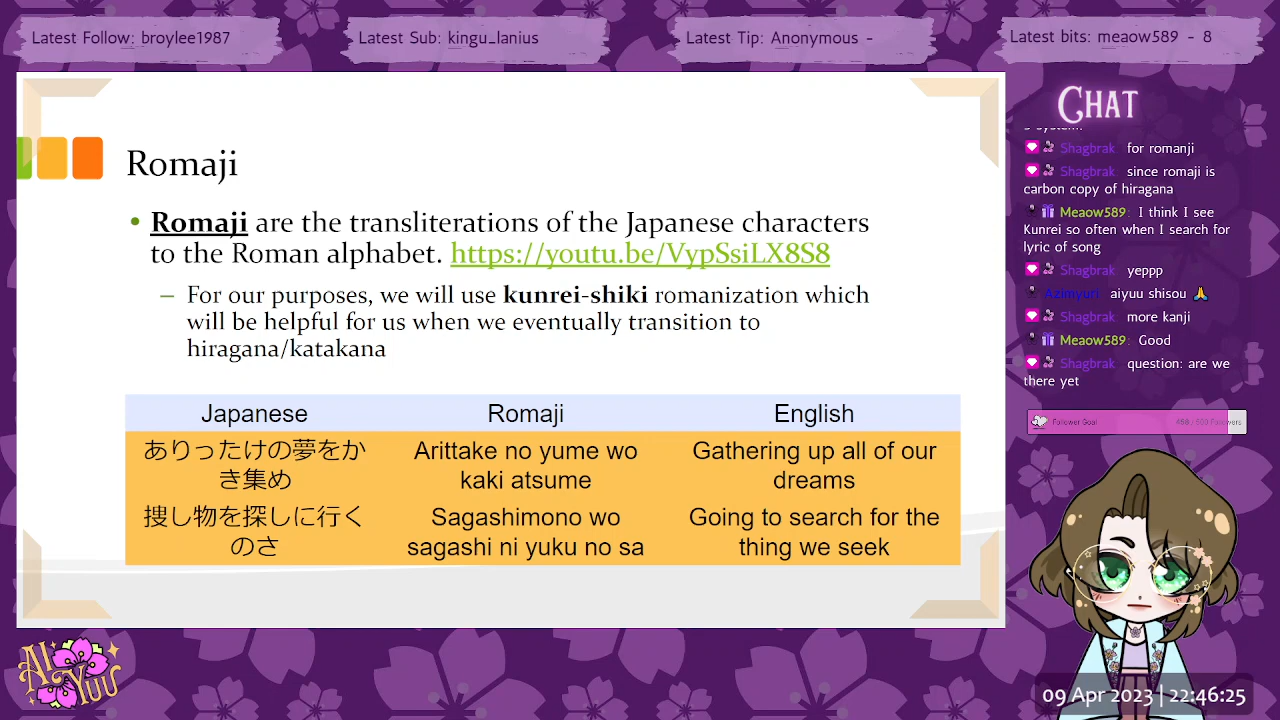 Latest Follow: broylee1987
Latest Sub: kingu_lanius
Latest Tip: Anonymous -
Latest bits: meaow589 - 8
Romaji
• Romaji are the transliterations of the Japanese characters
to the Roman alphabet. https://youtu.be/VypSsiLX8S8
– For our purposes, we will use kunrei-shiki romanization which
will be helpful for us when we eventually transition to
hiragana/katakana
Japanese
Romaji
English
ありったけの夢をか
き集め
Arittake no yume wo
kaki atsume
Gathering up all of our
dreams
捜し物を探しに行く
のさ
Sagashimono wo
sagashi ni yuku no sa
Going to search for the
thing we seek
CHAT
Shagbrak for romanji
Shagbrak since romaji is
carbon copy of hiragana
Meaow589: I think I see
Kunrei so often when I search for
lyric of song
Shagbrak yeppp
Azimyuri aiyuu shisou 🙏
Shagbrak more kanji
Meaow589: Good
Shagbrak question: are we
there yet
Follower Goal
AI
YUU
09 Apr 2023 | 22:46:25